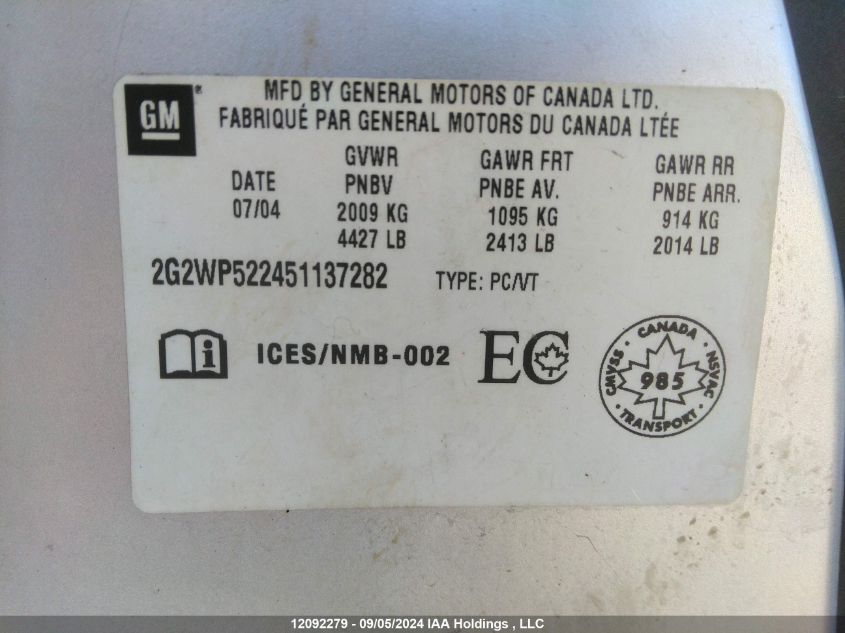 GM
MFD BY GENERAL MOTORS OF CANADA LTD.
FABRIQUÉ PAR GENERAL MOTORS DU CANADA LTÉE
DATE
07/04
GVWR
PNBV
2009 KG
4427 LB
GAWR FRT
PNBE AV.
1095 KG
2413 LB
GAWR RR
PNBE ARR.
914 KG
2014 LB
2G2WP522451137282 TYPE: PC/VT
i ICES/NMB-002 EC
CANADA
CMVSS 985 NSVAC
TRANSPORT
12092279 - 09/05/2024 IAA Holdings , LLC